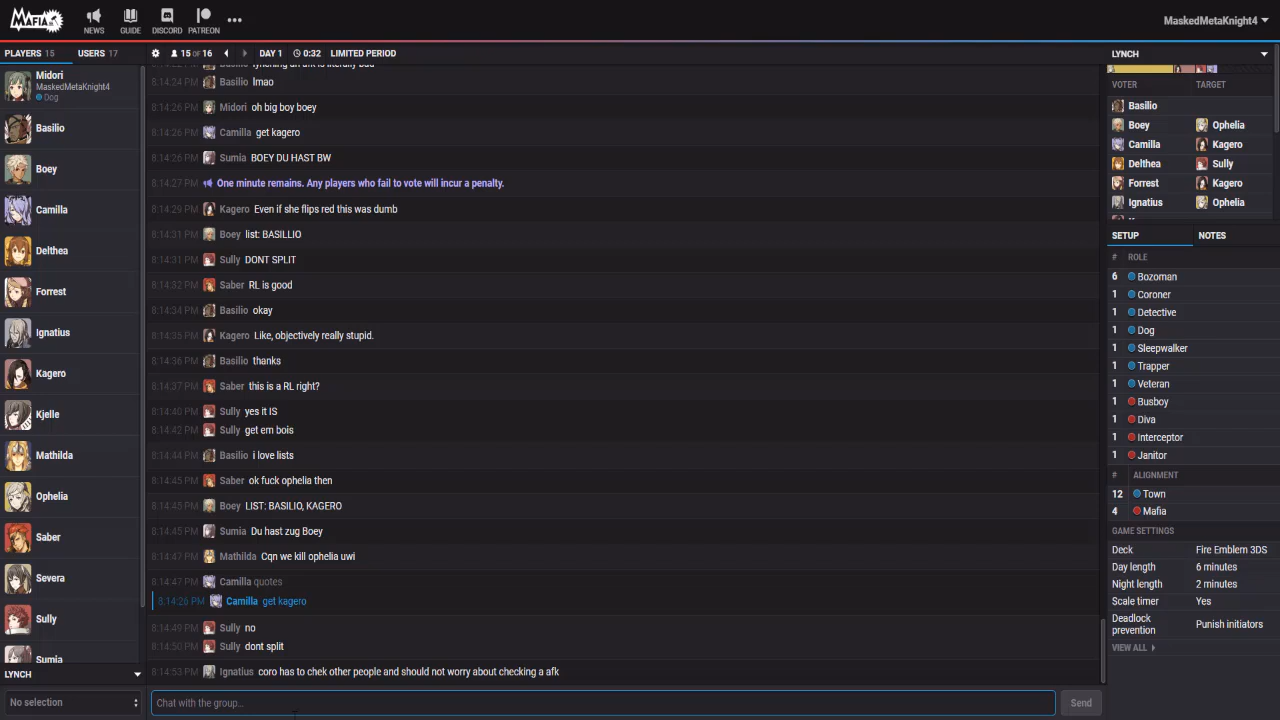 MAFIA.GG
NEWS
GUIDE
DISCORD
PATREON
MaskedMetaKnight4
PLAYERS 15
USERS 17
15 OF 16
DAY 1
0:32
LIMITED PERIOD
LYNCH
Midori
MaskedMetaKnight4
Dog
Basilio
Boey
Camilla
Delthea
Forrest
Ignatius
Kagero
Kjelle
Mathilda
Ophelia
Saber
Severa
Sully
Sumia
LYNCH
No selection
8:14:24 PM Basilio lmao
8:14:26 PM Midori oh big boy boey
8:14:26 PM Camilla get kagero
8:14:26 PM Sumia BOEY DU HAST BW
8:14:27 PM One minute remains. Any players who fail to vote will incur a penalty.
8:14:29 PM Kagero Even if she flips red this was dumb
8:14:31 PM Boey list: BASILLIO
8:14:31 PM Sully DONT SPLIT
8:14:32 PM Saber RL is good
8:14:34 PM Basilio okay
8:14:35 PM Kagero Like, objectively really stupid.
8:14:36 PM Basilio thanks
8:14:37 PM Saber this is a RL right?
8:14:40 PM Sully yes it IS
8:14:42 PM Sully get em bois
8:14:44 PM Basilio i love lists
8:14:45 PM Saber ok fuck ophelia then
8:14:45 PM Boey LIST: BASILIO, KAGERO
8:14:45 PM Sumia Du hast zug Boey
8:14:47 PM Mathilda Cqn we kill ophelia uwi
8:14:47 PM Camilla quotes
8:14:26 PM Camilla get kagero
8:14:49 PM Sully no
8:14:50 PM Sully dont split
8:14:53 PM Ignatius coro has to chek other people and should not worry about checking a afk
Chat with the group…
Send
VOTER TARGET
Basilio
Boey Ophelia
Camilla Kagero
Delthea Sully
Forrest Kagero
Ignatius Ophelia
SETUP
NOTES
# ROLE
6 Bozoman
1 Coroner
1 Detective
1 Dog
1 Sleepwalker
1 Trapper
1 Veteran
1 Busboy
1 Diva
1 Interceptor
1 Janitor
# ALIGNMENT
12 Town
4 Mafia
GAME SETTINGS
Deck Fire Emblem 3DS
Day length 6 minutes
Night length 2 minutes
Scale timer Yes
Deadlock prevention Punish initiators
VIEW ALL